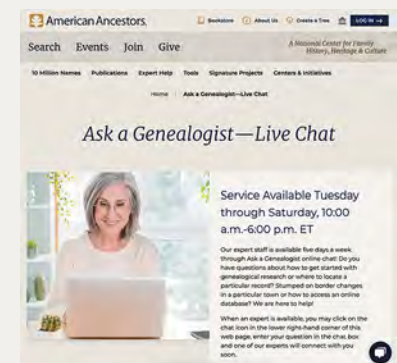 American Ancestors.
Bookstore
About Us
Create a Tree
LOG IN →
Search Events Join Give
A National Center for Family
History, Heritage & Culture
10 Million Names Publications Expert Help Tools Signature Projects Centers & Initiatives
Home Ask a Genealogist—Live Chat
Ask a Genealogist—Live Chat
Service Available Tuesday
through Saturday, 10:00
a.m.-6:00 p.m. ET
Our expert staff is available five days a week
through Ask a Genealogist online chat! Do you
have questions about how to get started with
genealogical research or where to locate a
particular record? Stumped on border changes
in a particular town or how to access an online
database? We are here to help!
When an expert is available, you may click on the
chat icon in the lower right-hand corner of this
web page, enter your question in the chat box
and one of our experts will connect with you
soon.